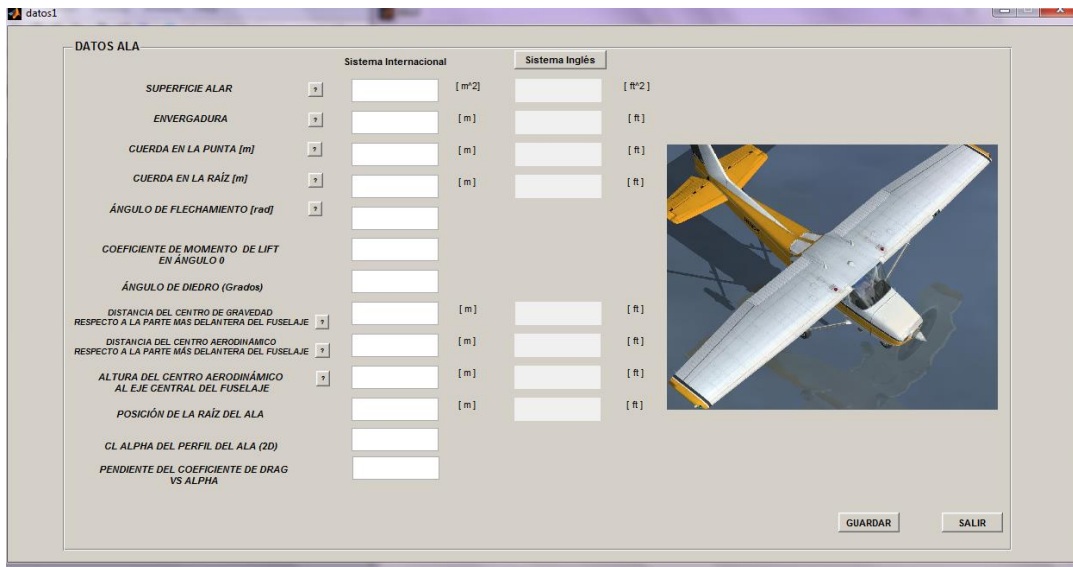 datos1
DATOS ALA
Sistema Internacional Sistema Inglés
SUPERFICIE ALAR ? [ m^2] [ ft^2 ]
ENVERGADURA ? [ m ] [ ft ]
CUERDA EN LA PUNTA [m] ? [ m ] [ ft ]
CUERDA EN LA RAÍZ [m] ? [ m ] [ ft ]
ÁNGULO DE FLECHAMIENTO [rad] ?
COEFICIENTE DE MOMENTO DE LIFT
EN ÁNGULO 0
ÁNGULO DE DIEDRO (Grados)
DISTANCIA DEL CENTRO DE GRAVEDAD
RESPECTO A LA PARTE MAS DELANTERA DEL FUSELAJE ? [ m ] [ ft ]
DISTANCIA DEL CENTRO AERODINÁMICO
RESPECTO A LA PARTE MÁS DELANTERA DEL FUSELAJE ? [ m ] [ ft ]
ALTURA DEL CENTRO AERODINÁMICO
AL EJE CENTRAL DEL FUSELAJE ? [ m ] [ ft ]
POSICIÓN DE LA RAÍZ DEL ALA [ m ] [ ft ]
CL ALPHA DEL PERFIL DEL ALA (2D)
PENDIENTE DEL COEFICIENTE DE DRAG
VS ALPHA
GUARDAR SALIR